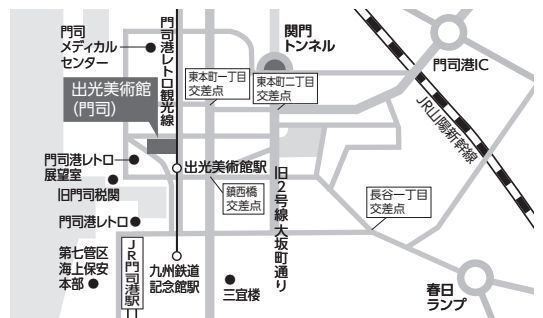 門司
メディカル
センター
門司港レトロ観光線
関門
トンネル
門司港IC
東本町一丁目
交差点
東本町二丁目
交差点
出光美術館
（門司）
JR山陽新幹線
門司港レトロ
展望室
出光美術館駅
旧門司税関
鎮西橋
交差点
旧2号線 大坂町通り
長谷一丁目
交差点
門司港レトロ
第七管区
海上保安
本部
JR門司港駅
九州鉄道
記念館駅
三宜楼
春日
ランプ